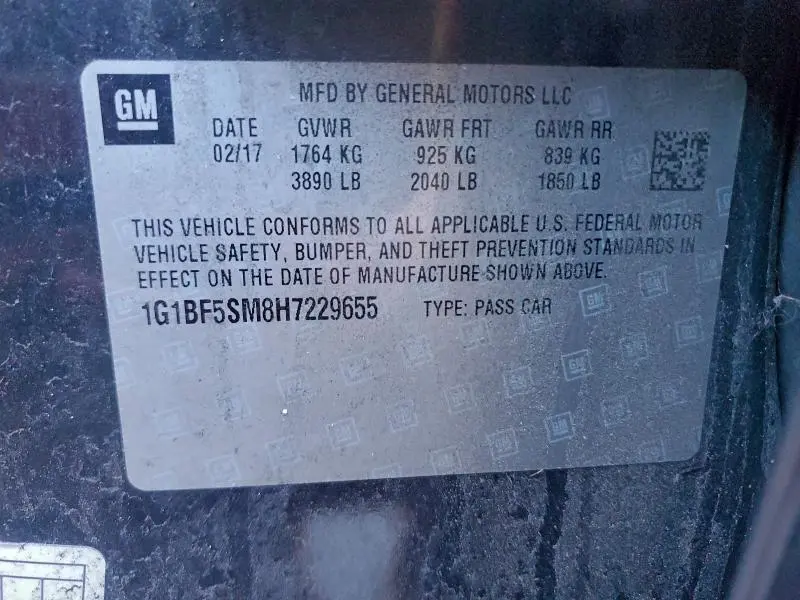 GM
MFD BY GENERAL MOTORS LLC
DATE GVWR GAWR FRT GAWR RR
02/17 1764 KG 925 KG 839 KG
3890 LB 2040 LB 1850 LB
THIS VEHICLE CONFORMS TO ALL APPLICABLE U.S. FEDERAL MOTOR
VEHICLE SAFETY, BUMPER, AND THEFT PREVENTION STANDARDS IN
EFFECT ON THE DATE OF MANUFACTURE SHOWN ABOVE.
1G1BF5SM8H7229655 TYPE: PASS CAR